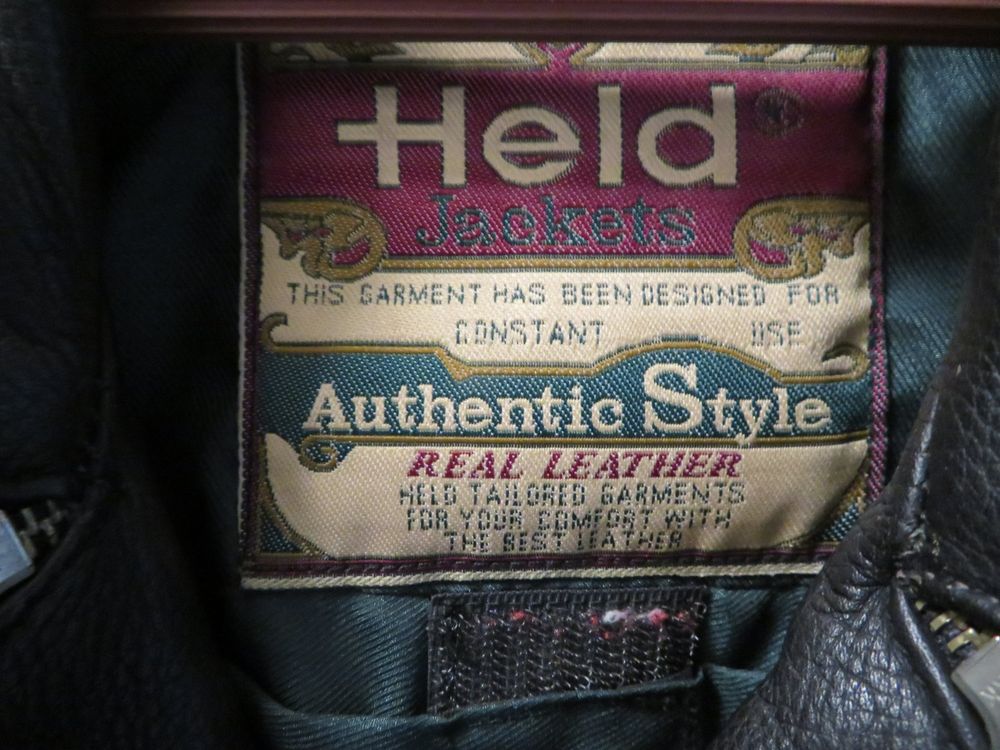 Held
Jackets
THIS GARMENT HAS BEEN DESIGNED FOR
CONSTANT USE
Authentic Style
REAL LEATHER
HELD TAILORED GARMENTS
FOR YOUR COMFORT WITH
THE BEST LEATHER